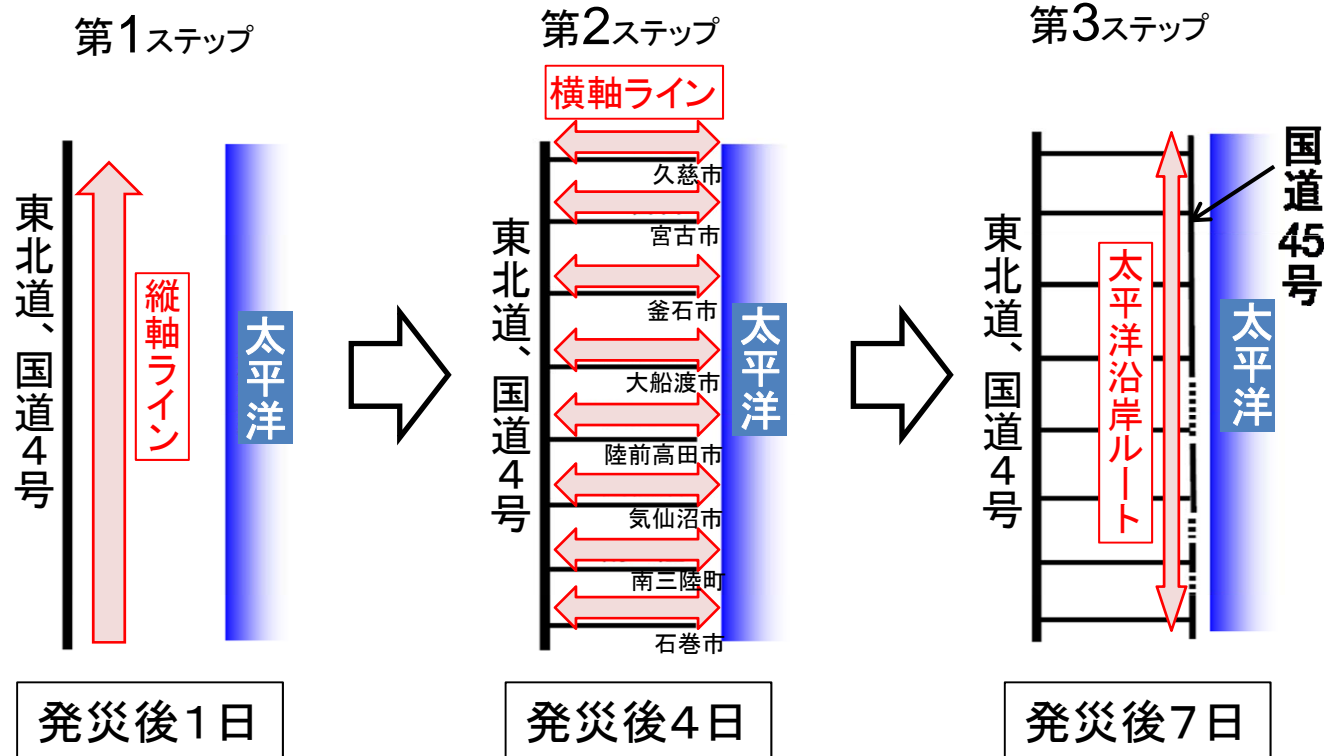 第1ステップ
東北道、国道4号
縦軸ライン
太平洋
発災後1日
第2ステップ
横軸ライン
東北道、国道4号
久慈市
宮古市
釜石市
大船渡市
陸前高田市
気仙沼市
南三陸町
石巻市
太平洋
発災後4日
第3ステップ
東北道、国道4号
太平洋沿岸ルート
国道45号
太平洋
発災後7日